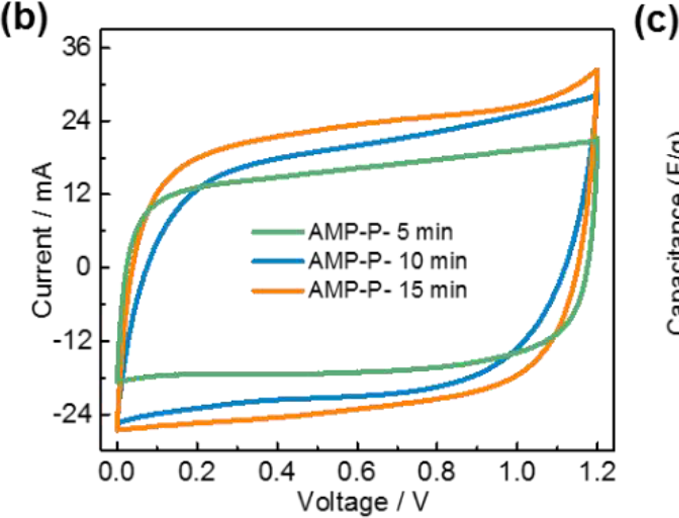 (b)
(c)
36
24
12
0
-12
-24
Current / mA
AMP-P- 5 min
AMP-P- 10 min
AMP-P- 15 min
0.0 0.2 0.4 0.6 0.8 1.0 1.2
Voltage / V
Capacitance (F/g)